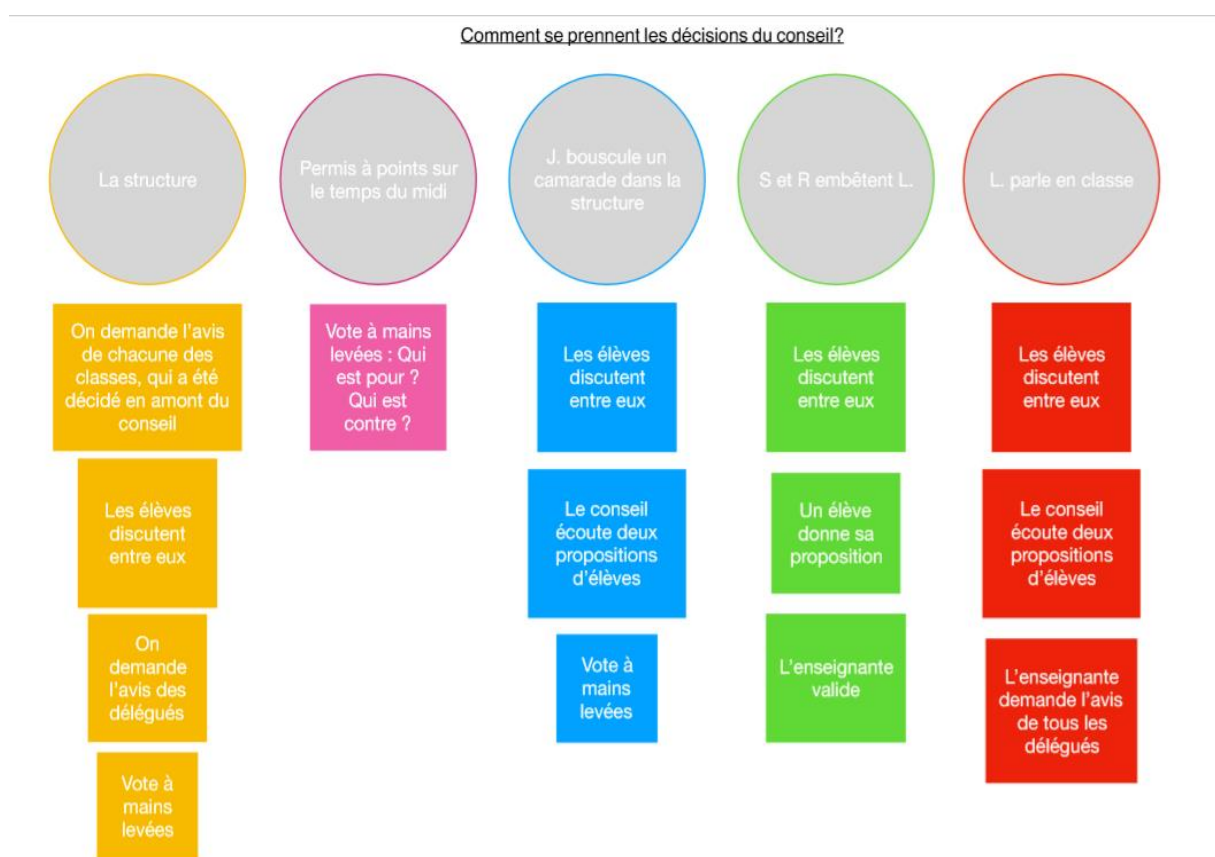 Comment se prennent les décisions du conseil?
La structure
Permis à points sur
le temps du midi
J. bouscule un
camarade dans la
structure
S et R embêtent L.
L. parle en classe
On demande l'avis
de chacune des
classes, qui a été
décidé en amont du
conseil
Les élèves
discutent
entre eux
On
demande
l'avis des
délégués
Vote à
mains
levées
Vote à mains
levées : Qui
est pour ?
Qui est
contre ?
Les élèves
discutent
entre eux
Le conseil
écoute deux
propositions
d'élèves
Vote à
mains
levées
Les élèves
discutent
entre eux
Un élève
donne sa
proposition
L'enseignante
valide
Les élèves
discutent
entre eux
Le conseil
écoute deux
propositions
d'élèves
L'enseignante
demande l'avis
de tous les
délégués